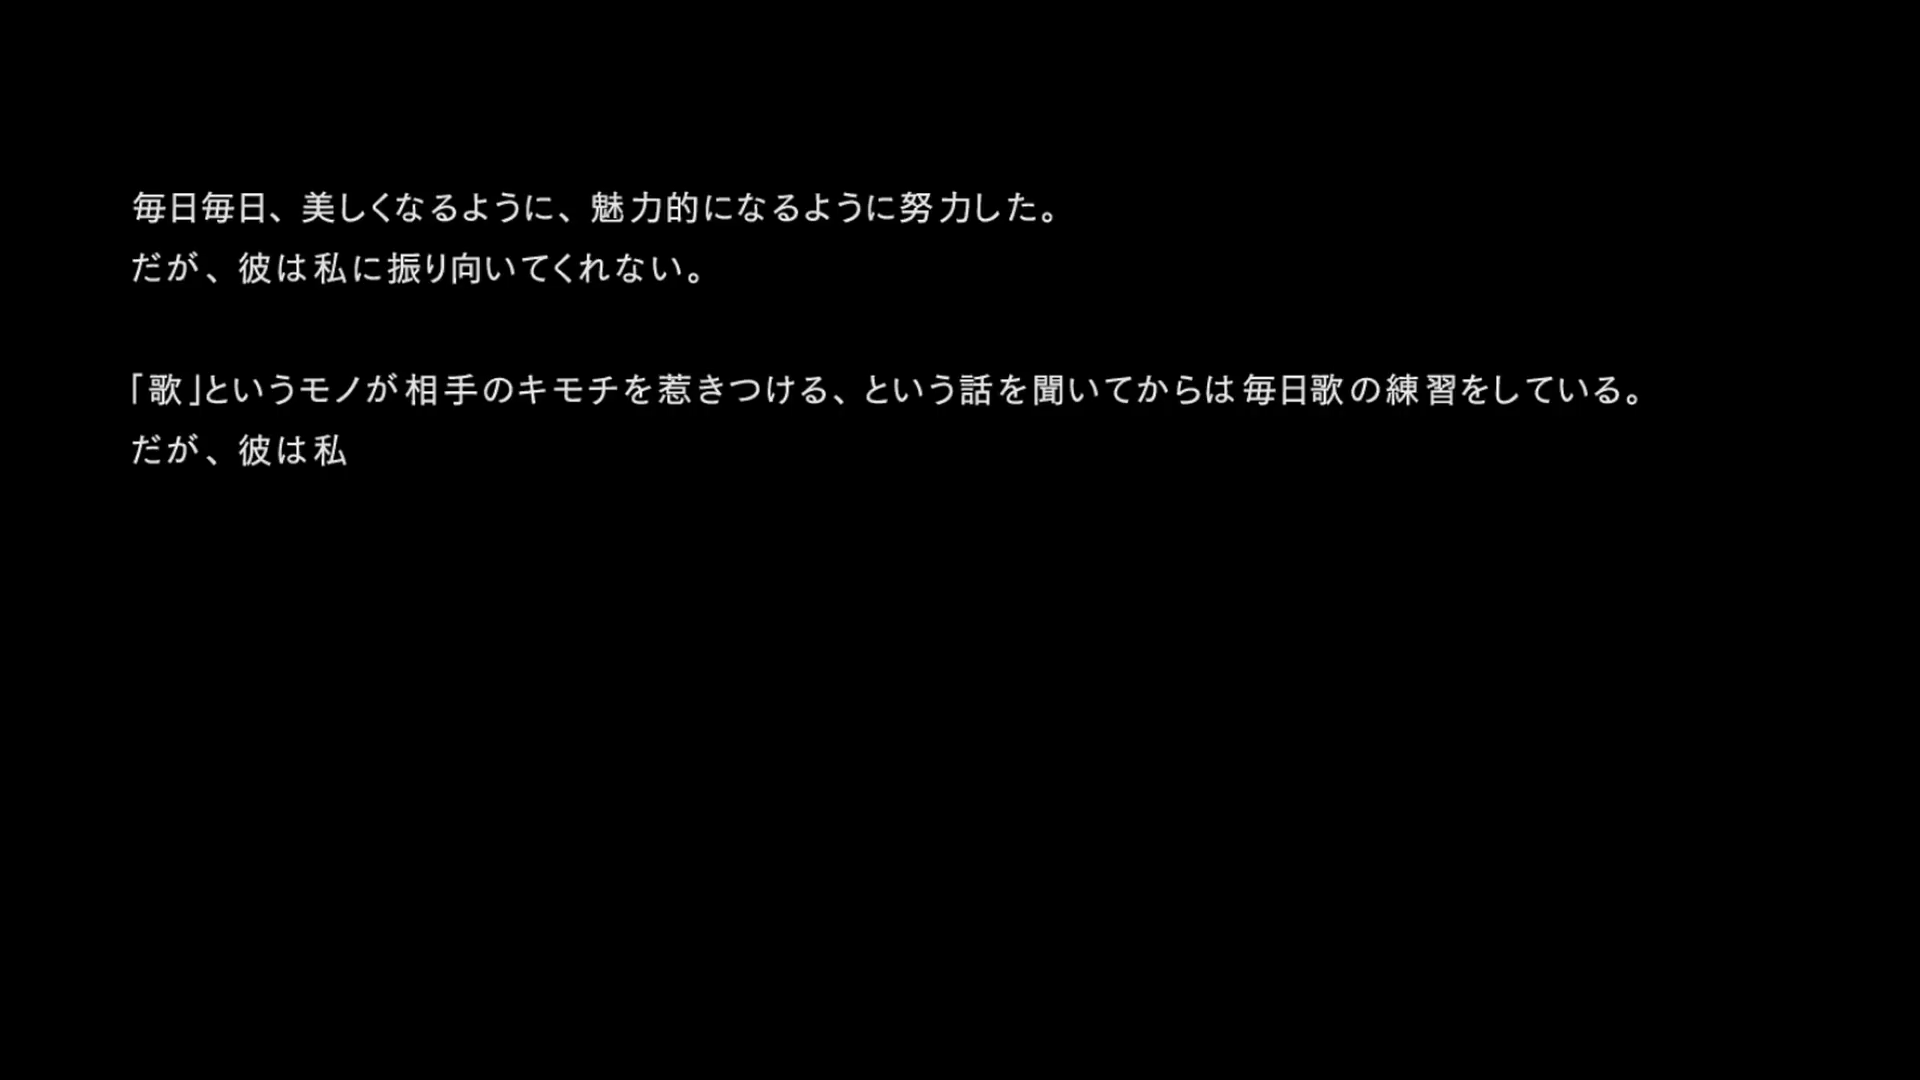 毎日毎日、美しくなるように、魅力的になるように努力した。
だが、彼は私に振り向いてくれない。
「歌」というモノが相手のキモチを惹きつける、という話を聞いてからは毎日歌の練習をしている。
だが、彼は私